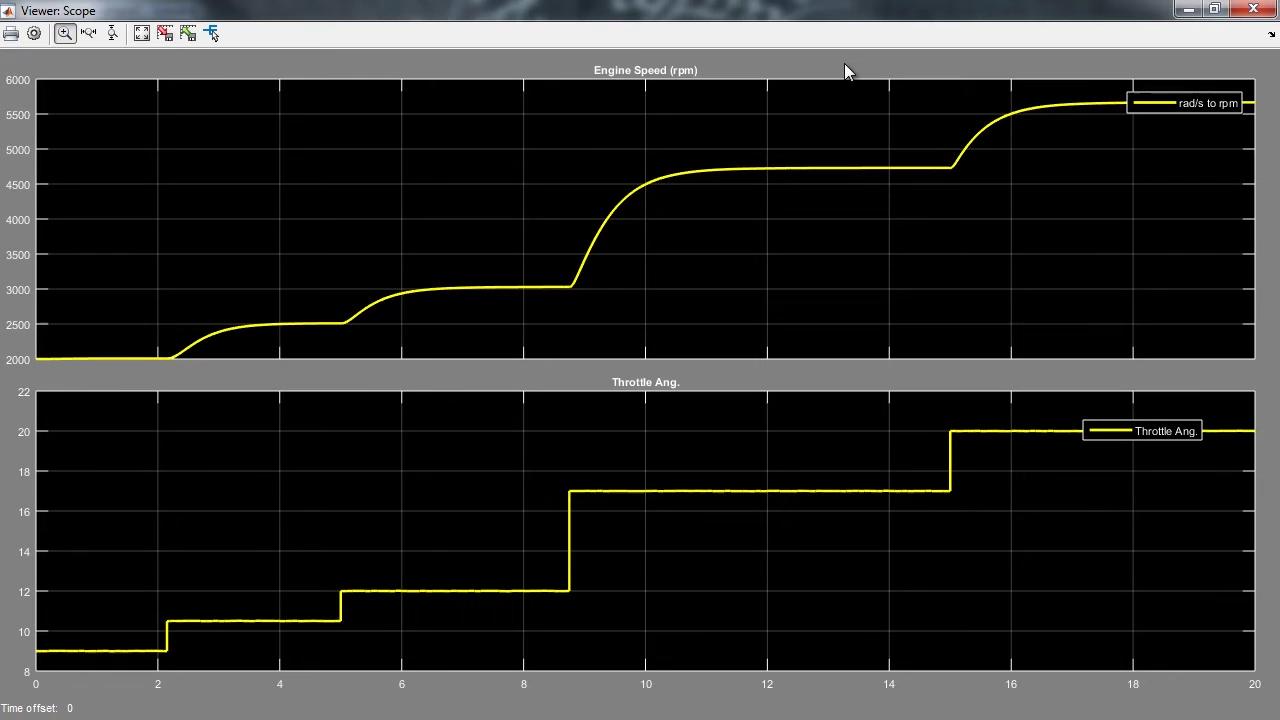 Viewer: Scope
Engine Speed (rpm)
6000
5500
5000
4500
4000
3500
3000
2500
2000
rad/s to rpm
Throttle Ang.
22
20
18
16
14
12
10
8
Throttle Ang.
0 2 4 6 8 10 12 14 16 18 20
Time offset: 0